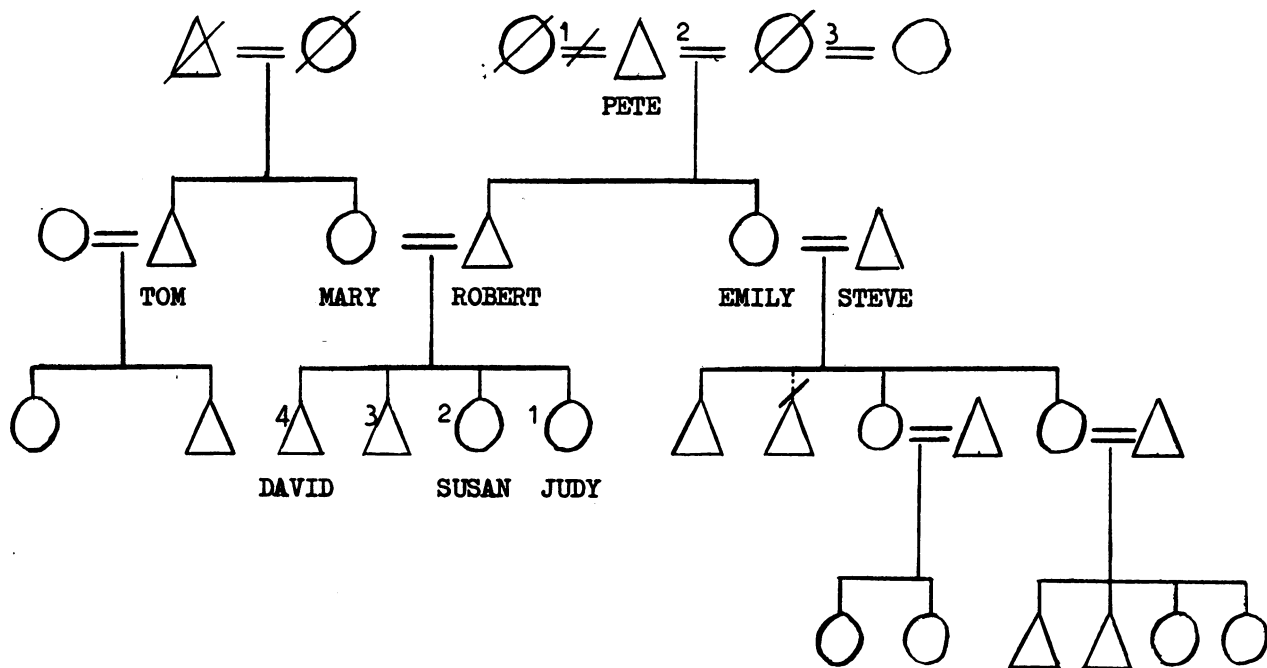 1 2 3
PETE
TOM MARY ROBERT EMILY STEVE
4 3 2 1
DAVID SUSAN JUDY